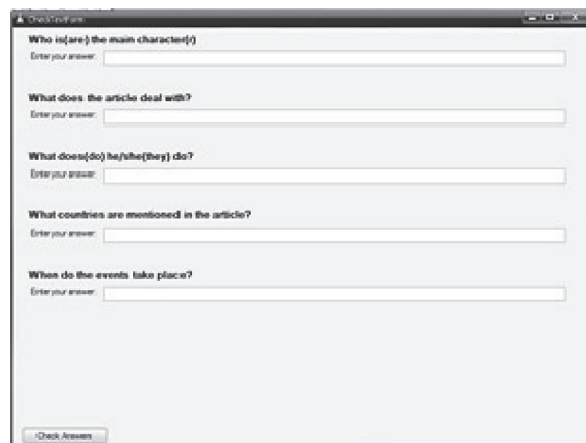 CheckTextForm
Who is(are) the main character(r)
Enter your answer:
What does the article deal with?
Enter your answer:
What does(do) he/she(they) do?
Enter your answer:
What countries are mentioned in the article?
Enter your answer:
When do the events take place?
Enter your answer:
Check Answers